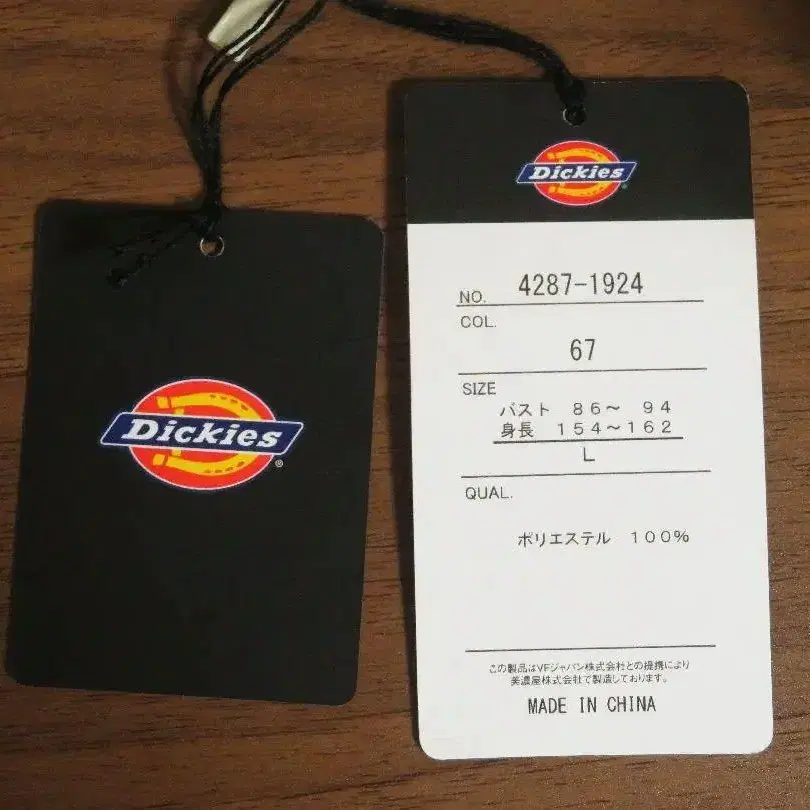 Dickies
®
Dickies
NO. 4287-1924
COL.
67
SIZE
バスト 86～ 94
身長 154～162
L
QUAL.
ポリエステル 100%
この製品はVFジャパン株式会社との提携により
美濃屋株式会社で製造しております。
MADE IN CHINA